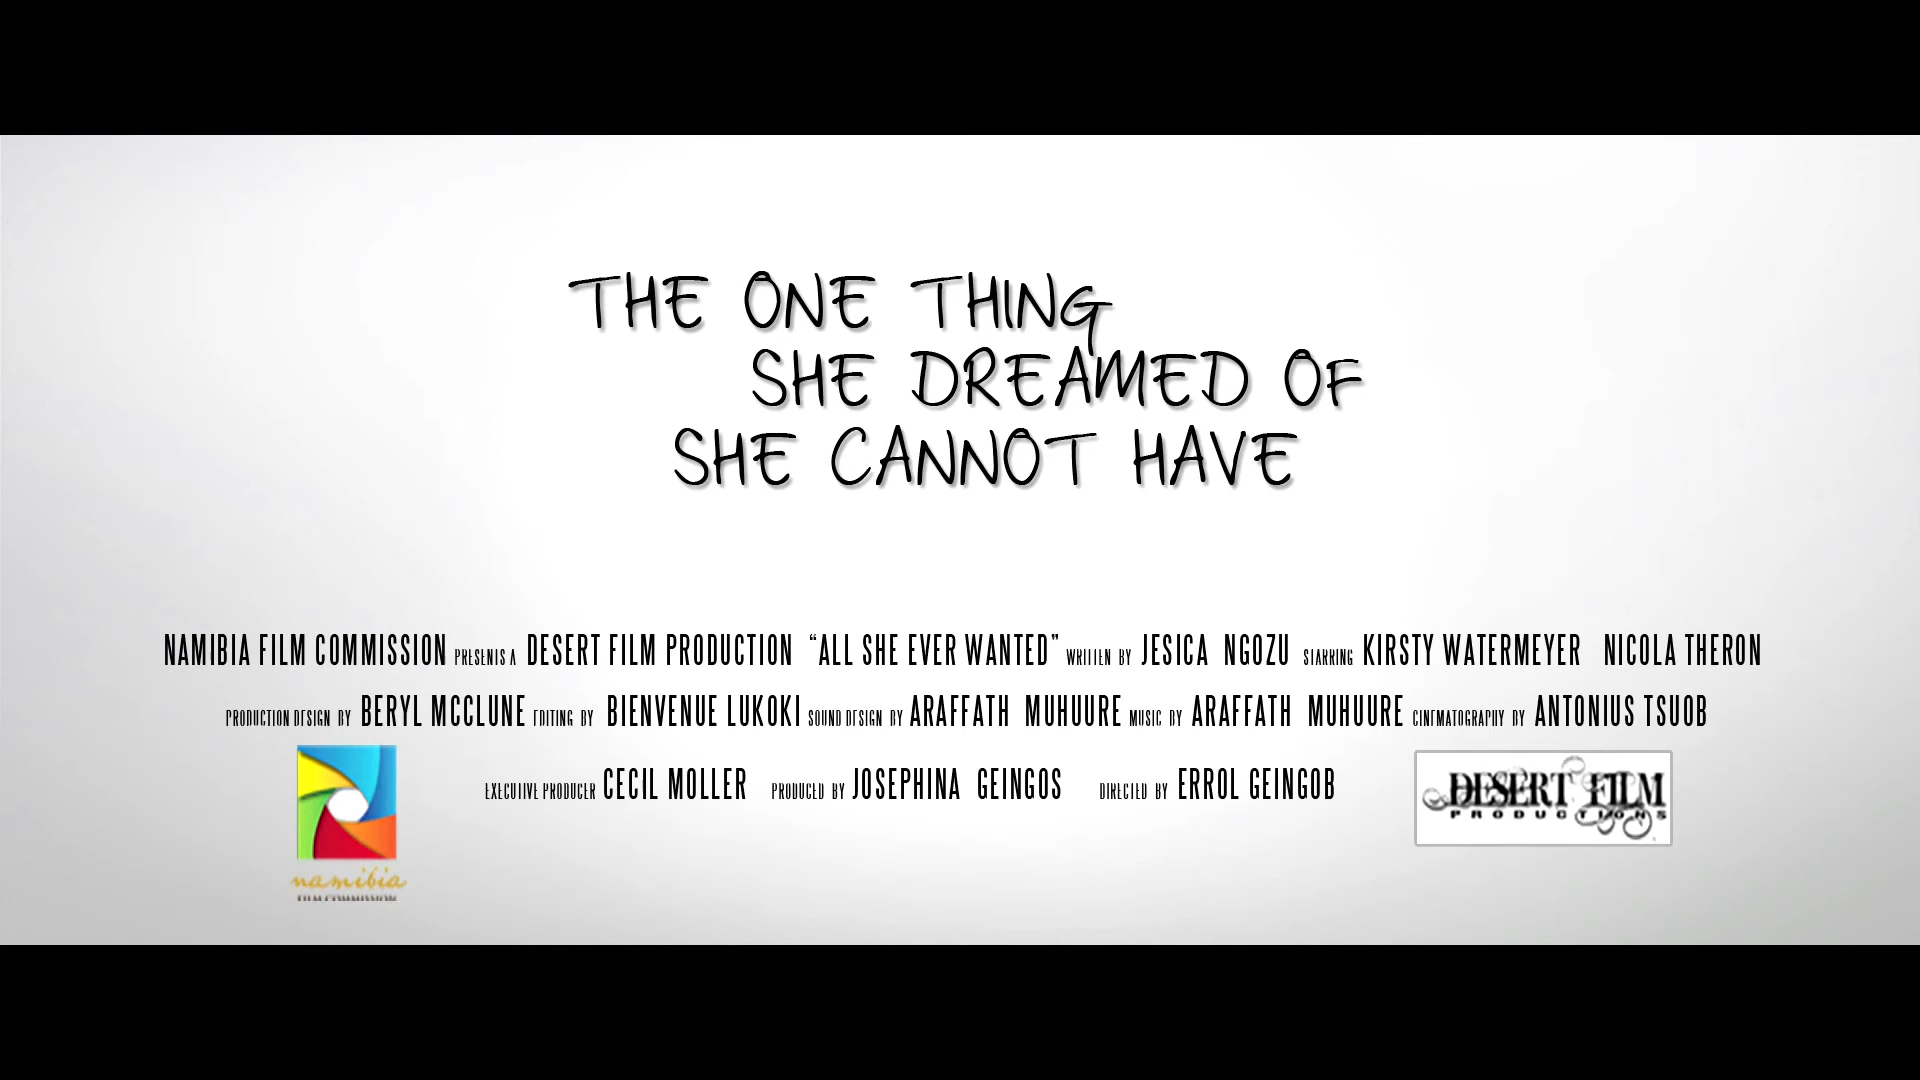 THE ONE THING
SHE DREAMED OF
SHE CANNOT HAVE
NAMIBIA FILM COMMISSION PRESENTS A DESERT FILM PRODUCTION “ALL SHE EVER WANTED” WRITTEN BY JESICA NGOZU STARRING KIRSTY WATERMEYER NICOLA THERON
PRODUCTION DESIGN BY BERYL MCCLUNE EDITING BY BIENVENUE LUKOKI SOUND DESIGN BY ARAFFATH MUHUURE MUSIC BY ARAFFATH MUHUURE CINEMATOGRAPHY BY ANTONIUS TSUOB
EXECUTIVE PRODUCER CECIL MOLLER PRODUCED BY JOSEPHINA GEINGOS DIRECTED BY ERROL GEINGOB
DESERT FILM
PRODUCTIONS
namibia
FILM COMMISSION